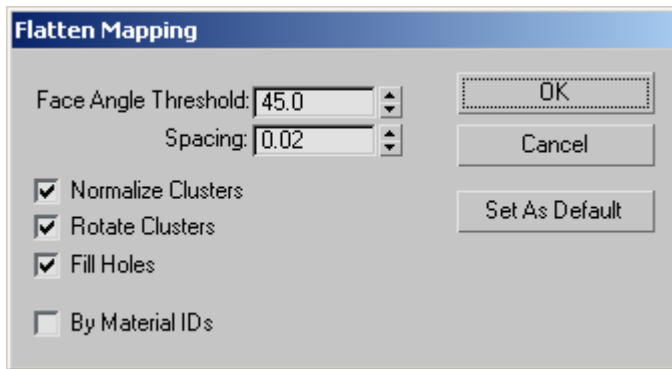 Flatten Mapping
Face Angle Threshold: 45.0
OK
Spacing: 0.02
Cancel
Normalize Clusters
Set As Default
Rotate Clusters
Fill Holes
By Material IDs